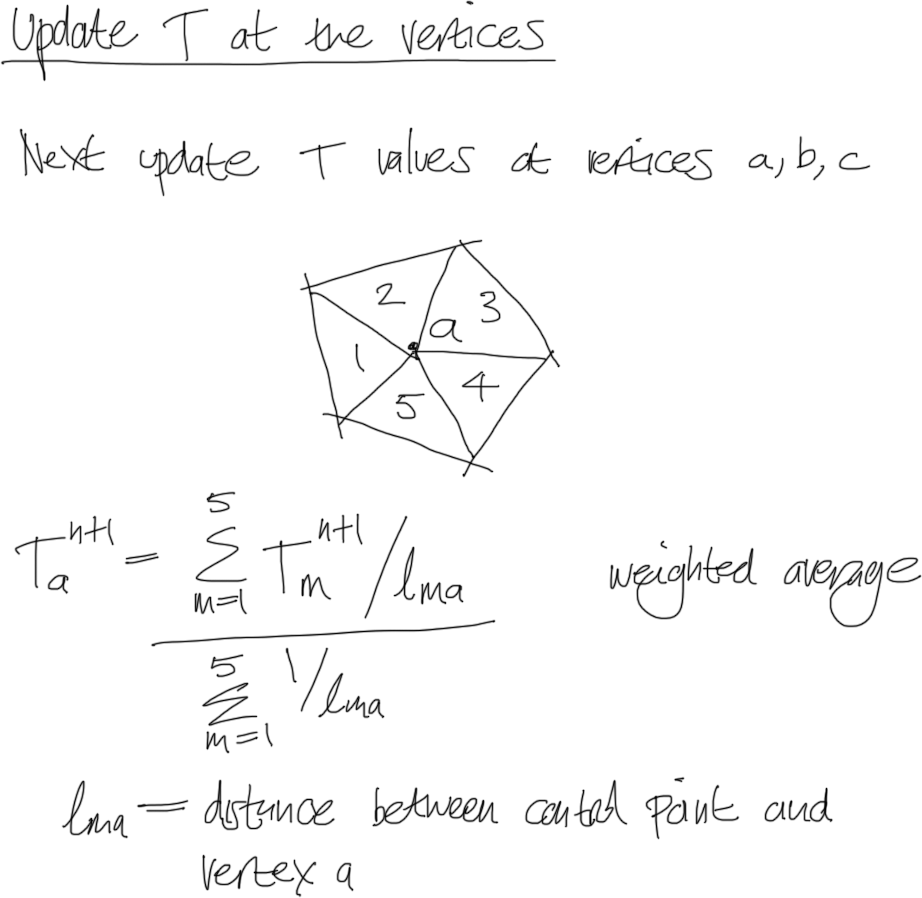 Update T at the vertices
Next update T values at vertices a, b, c
2
3
a
1
4
5
T_a^{n+1} = \frac{\sum_{m=1}^{5} T_m^{n+1} / l_{ma}}{\sum_{m=1}^{5} 1 / l_{ma}} weighted average
l_{ma} = distance between control point and
vertex a